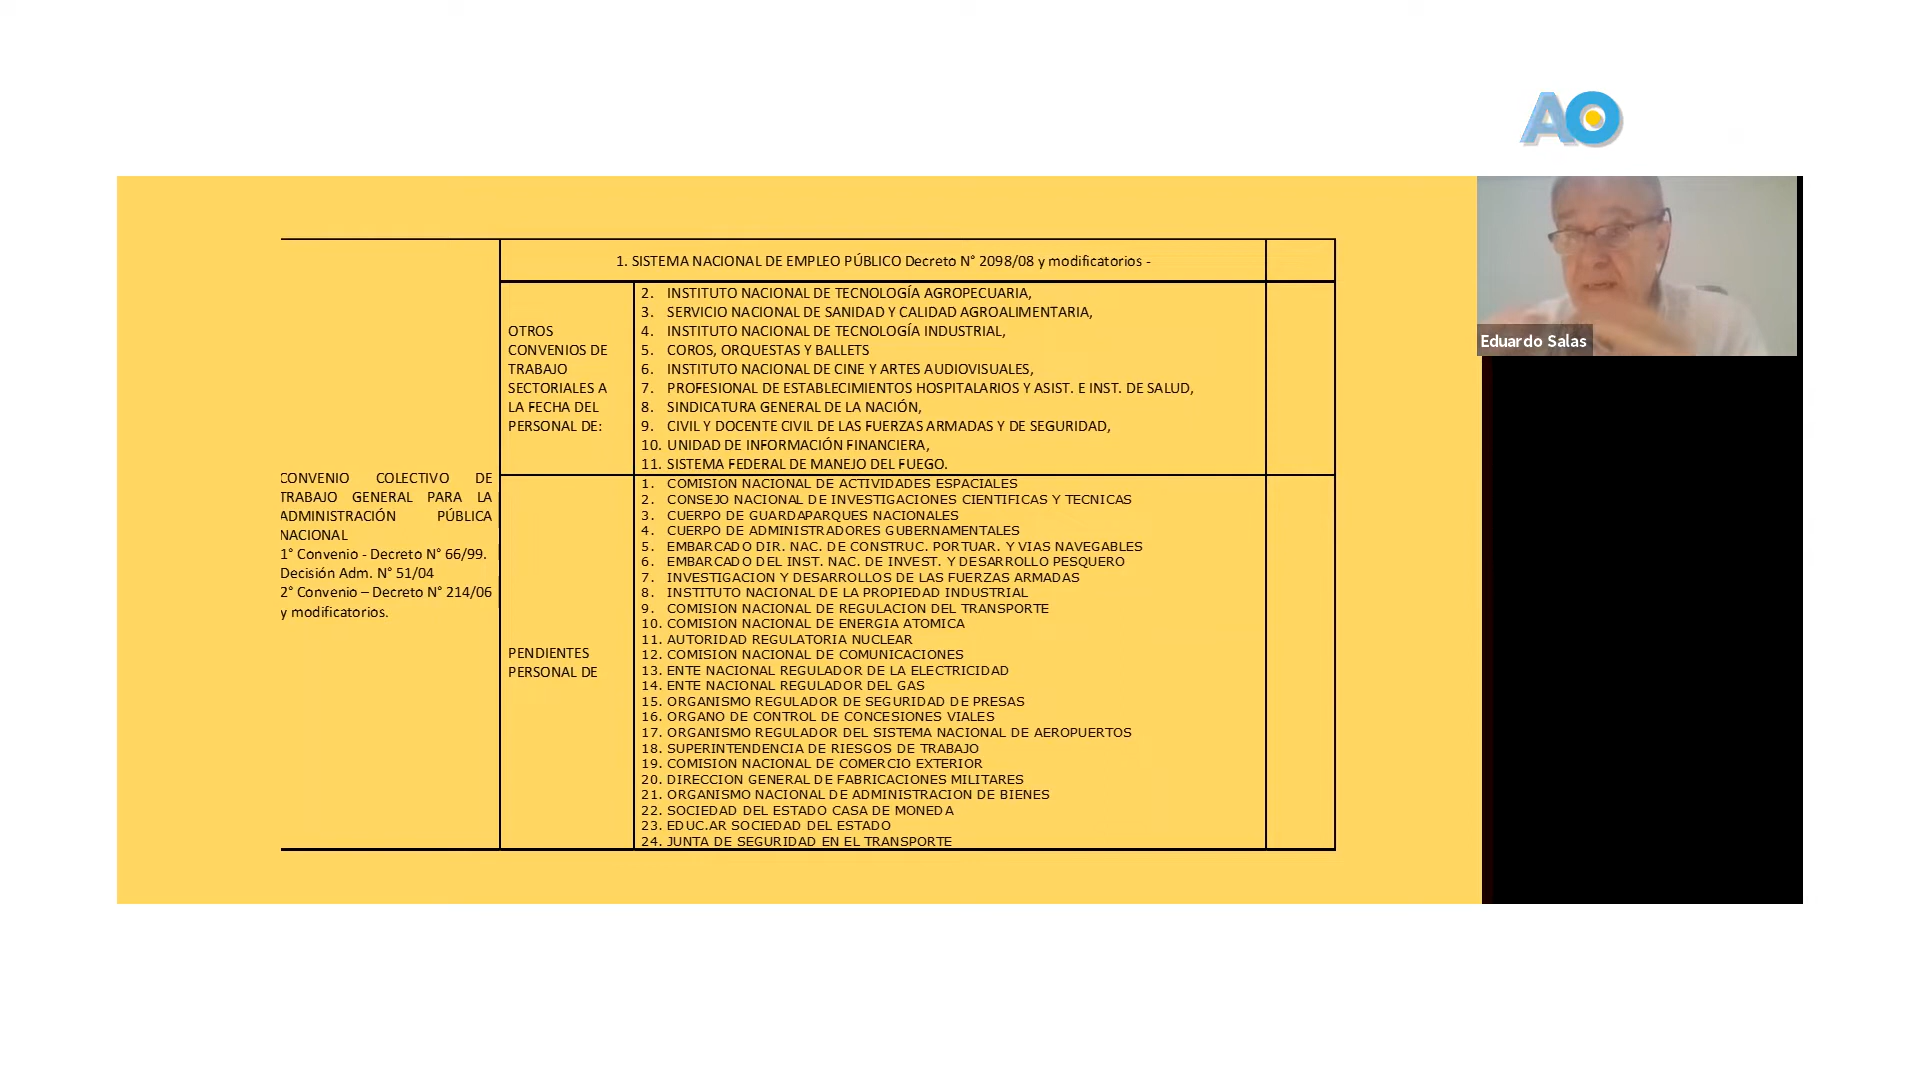 AO
1. SISTEMA NACIONAL DE EMPLEO PÚBLICO Decreto N° 2098/08 y modificatorios -
OTROS
CONVENIOS DE
TRABAJO
SECTORIALES A
LA FECHA DEL
PERSONAL DE:
2. INSTITUTO NACIONAL DE TECNOLOGÍA AGROPECUARIA,
3. SERVICIO NACIONAL DE SANIDAD Y CALIDAD AGROALIMENTARIA,
4. INSTITUTO NACIONAL DE TECNOLOGÍA INDUSTRIAL,
5. COROS, ORQUESTAS Y BALLETS
6. INSTITUTO NACIONAL DE CINE Y ARTES AUDIOVISUALES,
7. PROFESIONAL DE ESTABLECIMIENTOS HOSPITALARIOS Y ASIST. E INST. DE SALUD,
8. SINDICATURA GENERAL DE LA NACIÓN,
9. CIVIL Y DOCENTE CIVIL DE LAS FUERZAS ARMADAS Y DE SEGURIDAD,
10. UNIDAD DE INFORMACIÓN FINANCIERA,
11. SISTEMA FEDERAL DE MANEJO DEL FUEGO.
CONVENIO COLECTIVO DE
TRABAJO GENERAL PARA LA
ADMINISTRACIÓN PÚBLICA
NACIONAL
1° Convenio - Decreto N° 66/99.
Decisión Adm. N° 51/04
2° Convenio – Decreto N° 214/06
y modificatorios.
PENDIENTES
PERSONAL DE
1. COMISION NACIONAL DE ACTIVIDADES ESPACIALES
2. CONSEJO NACIONAL DE INVESTIGACIONES CIENTIFICAS Y TECNICAS
3. CUERPO DE GUARDAPARQUES NACIONALES
4. CUERPO DE ADMINISTRADORES GUBERNAMENTALES
5. EMBARCADO DIR. NAC. DE CONSTRUC. PORTUAR. Y VIAS NAVEGABLES
6. EMBARCADO DEL INST. NAC. DE INVEST. Y DESARROLLO PESQUERO
7. INVESTIGACION Y DESARROLLOS DE LAS FUERZAS ARMADAS
8. INSTITUTO NACIONAL DE LA PROPIEDAD INDUSTRIAL
9. COMISION NACIONAL DE REGULACION DEL TRANSPORTE
10. COMISION NACIONAL DE ENERGIA ATOMICA
11. AUTORIDAD REGULATORIA NUCLEAR
12. COMISION NACIONAL DE COMUNICACIONES
13. ENTE NACIONAL REGULADOR DE LA ELECTRICIDAD
14. ENTE NACIONAL REGULADOR DEL GAS
15. ORGANISMO REGULADOR DE SEGURIDAD DE PRESAS
16. ORGANO DE CONTROL DE CONCESIONES VIALES
17. ORGANISMO REGULADOR DEL SISTEMA NACIONAL DE AEROPUERTOS
18. SUPERINTENDENCIA DE RIESGOS DE TRABAJO
19. COMISION NACIONAL DE COMERCIO EXTERIOR
20. DIRECCION GENERAL DE FABRICACIONES MILITARES
21. ORGANISMO NACIONAL DE ADMINISTRACION DE BIENES
22. SOCIEDAD DEL ESTADO CASA DE MONEDA
23. EDUC.AR SOCIEDAD DEL ESTADO
24. JUNTA DE SEGURIDAD EN EL TRANSPORTE
Eduardo Salas